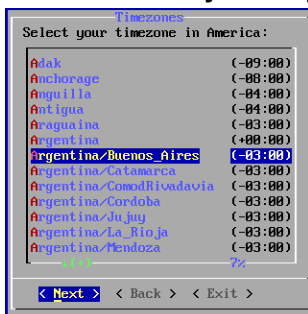 Timezones
Select your timezone in America:
Adak (-09:00)
Anchorage (-08:00)
Anguilla (-04:00)
Antigua (-04:00)
Araguaina (-03:00)
Argentina (+00:00)
Argentina/Buenos_Aires (-03:00)
Argentina/Catamarca (-03:00)
Argentina/ComodRivadavia (-03:00)
Argentina/Cordoba (-03:00)
Argentina/Jujuy (-03:00)
Argentina/La_Rioja (-03:00)
Argentina/Mendoza (-03:00)
↓(+) 7%
< Next > < Back > < Exit >